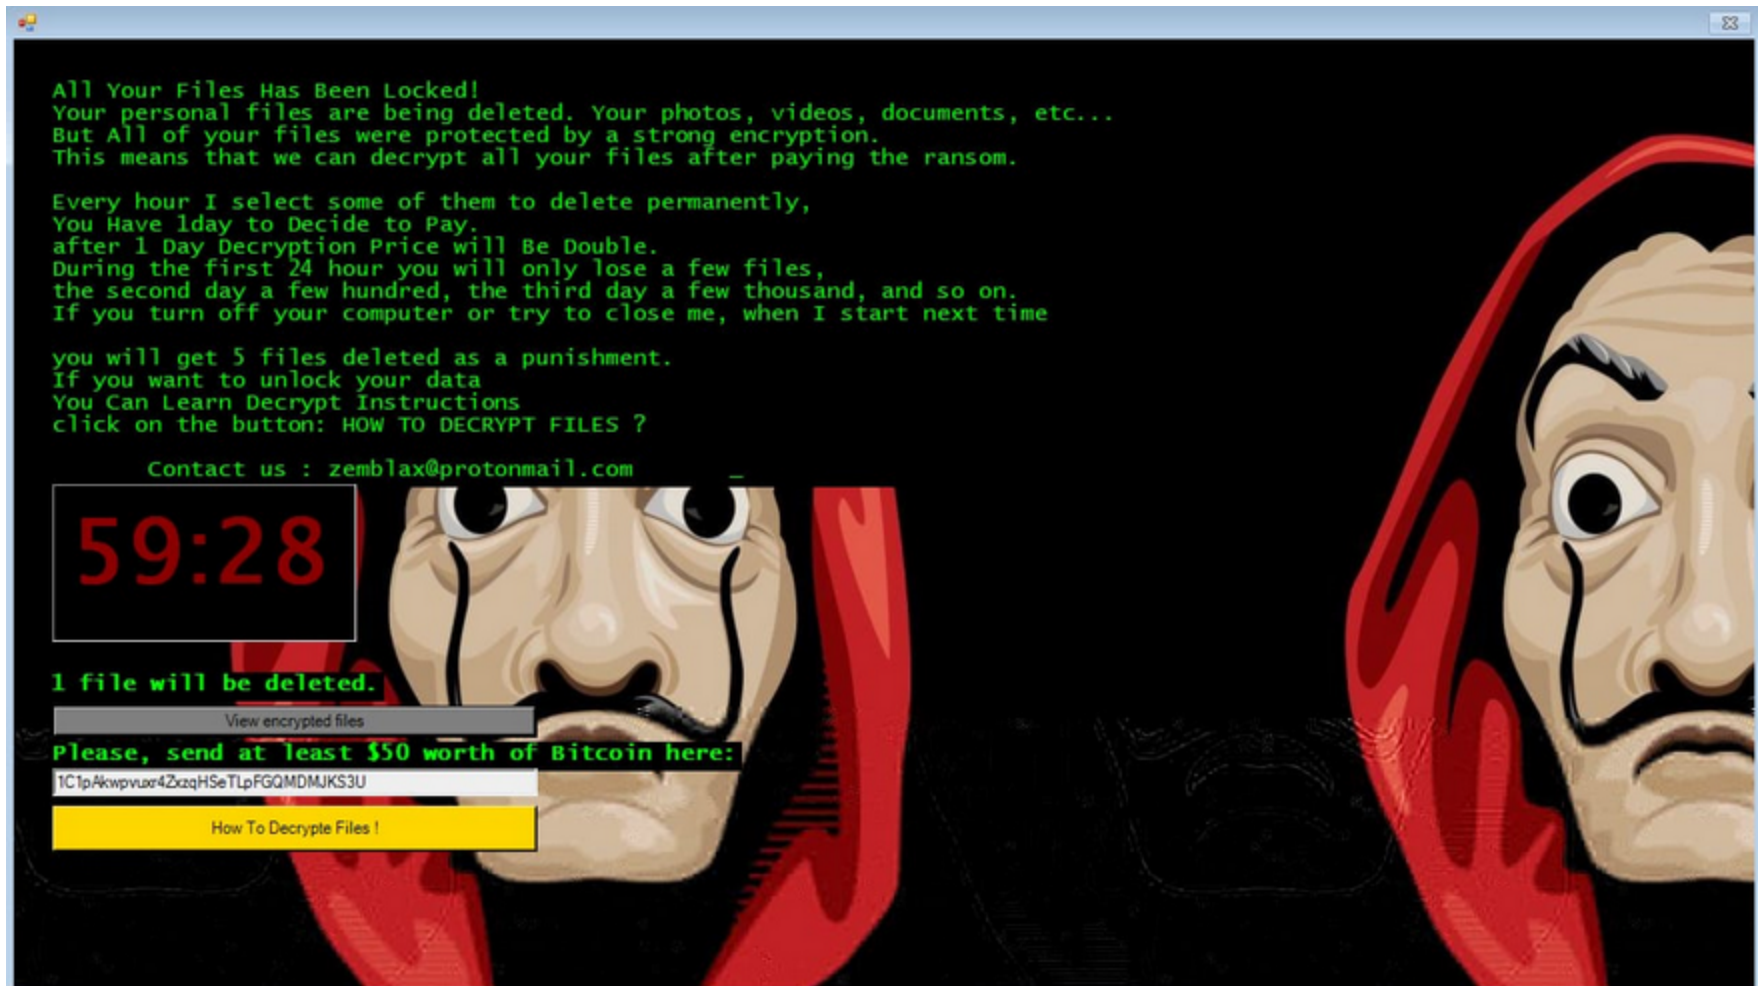 All Your Files Has Been Locked!
Your personal files are being deleted. Your photos, videos, documents, etc...
But All of your files were protected by a strong encryption.
This means that we can decrypt all your files after paying the ransom.
Every hour I select some of them to delete permanently,
You Have 1day to Decide to Pay.
after 1 Day Decryption Price will Be Double.
During the first 24 hour you will only lose a few files,
the second day a few hundred, the third day a few thousand, and so on.
If you turn off your computer or try to close me, when I start next time
you will get 5 files deleted as a punishment.
If you want to unlock your data
You Can Learn Decrypt Instructions
click on the button: HOW TO DECRYPT FILES ?
Contact us : zemblax@protonmail.com _
59:28
1 file will be deleted.
View encrypted files
Please, send at least $50 worth of Bitcoin here:
1C1pAkwpvuxr4ZxzqHSeTLpFGQMDMJKS3U
How To Decrypte Files !